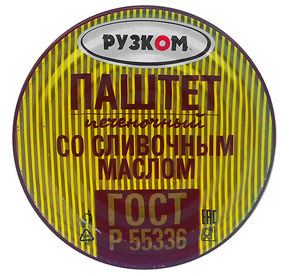 РУЗКОМ
ПАШТЕТ
печеночный
СО СЛИВОЧНЫМ
МАСЛОМ
ГОСТ
Р 55336
ЕАС